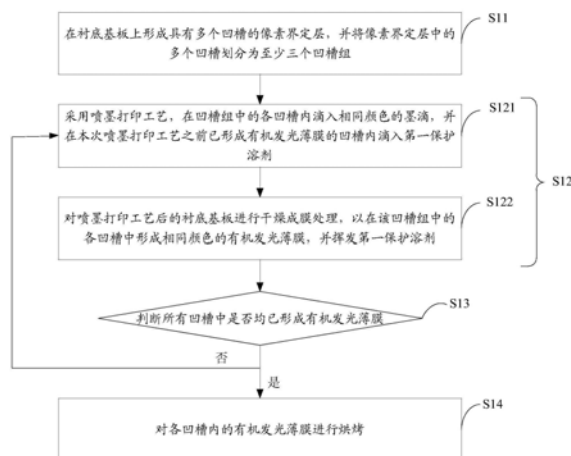 S11
在衬底基板上形成具有多个凹槽的像素界定层，并将像素界定层中的
多个凹槽划分为至少三个凹槽组
S121
采用喷墨打印工艺，在凹槽组中的各凹槽内滴入相同颜色的墨滴，并
在本次喷墨打印工艺之前已形成有机发光薄膜的凹槽内滴入第一保护
溶剂
S12
S122
对喷墨打印工艺后的衬底基板进行干燥成膜处理，以在该凹槽组中的
各凹槽中形成相同颜色的有机发光薄膜，并挥发第一保护溶剂
S13
判断所有凹槽中是否均已形成有机发光薄膜
否
是
S14
对各凹槽内的有机发光薄膜进行烘烤